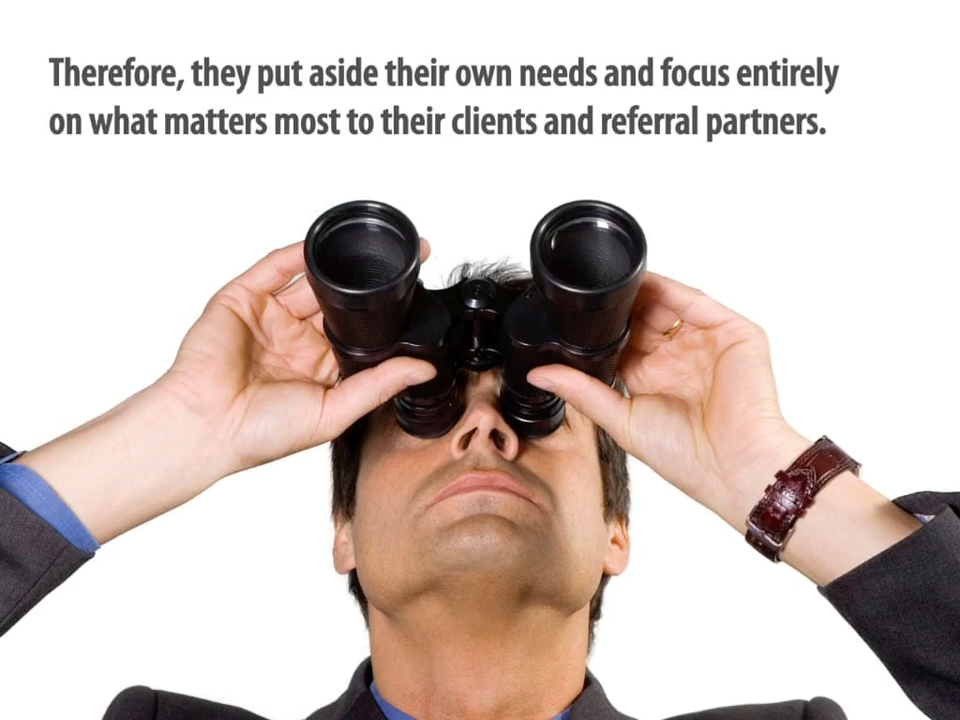 Therefore, they put aside their own needs and focus entirely
on what matters most to their clients and referral partners.